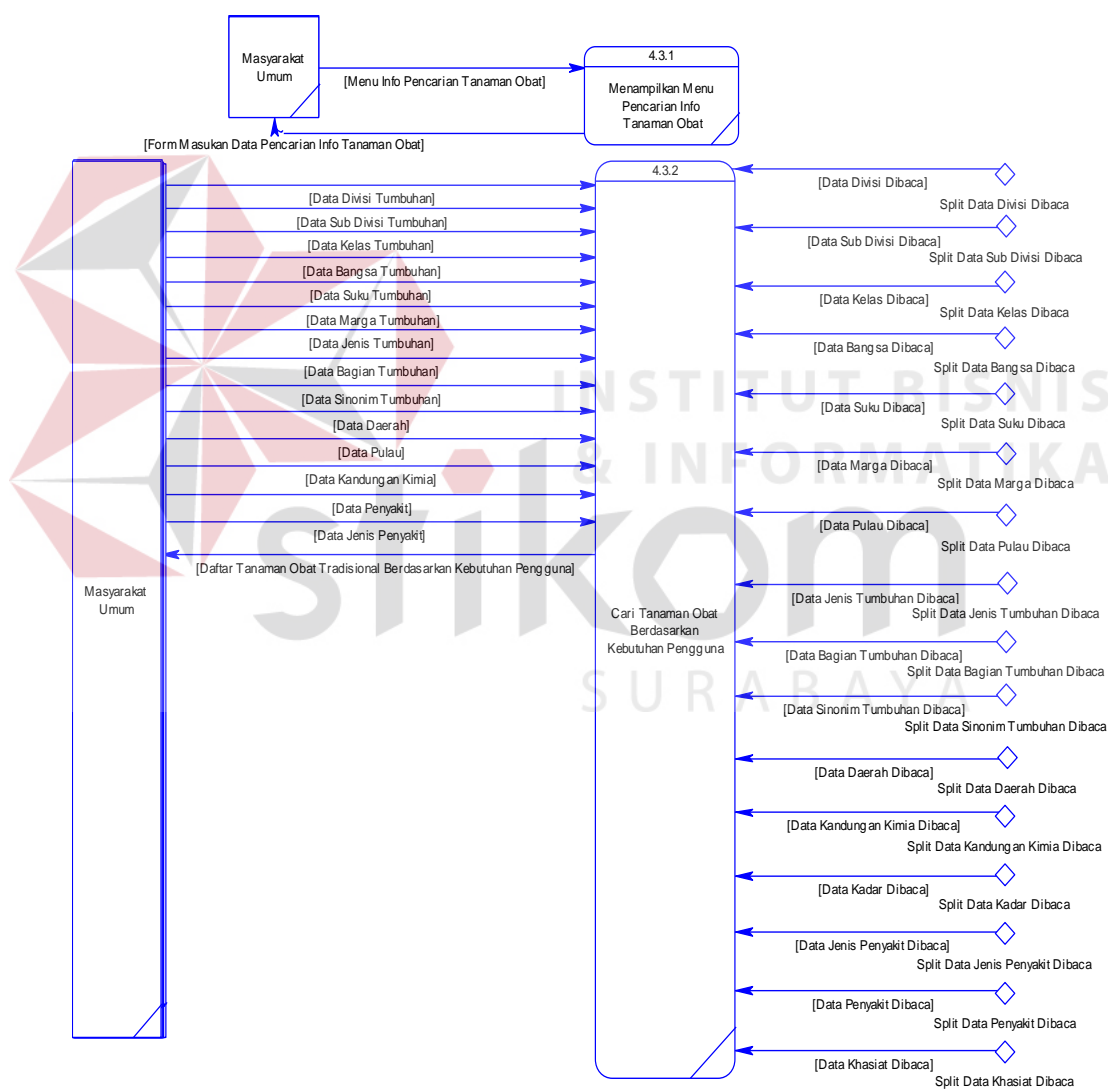 Masyarakat
Umum
[Menu Info Pencarian Tanaman Obat]
4.3.1
Menampilkan Menu
Pencarian Info
Tanaman Obat
[Form Masukan Data Pencarian Info Tanaman Obat]
Masyarakat
Umum
[Data Divisi Tumbuhan]
[Data Sub Divisi Tumbuhan]
[Data Kelas Tumbuhan]
[Data Bangsa Tumbuhan]
[Data Suku Tumbuhan]
[Data Marga Tumbuhan]
[Data Jenis Tumbuhan]
[Data Bagian Tumbuhan]
[Data Sinonim Tumbuhan]
[Data Daerah]
[Data Pulau]
[Data Kandungan Kimia]
[Data Penyakit]
[Data Jenis Penyakit]
[Daftar Tanaman Obat Tradisional Berdasarkan Kebutuhan Pengguna]
4.3.2
Cari Tanaman Obat
Berdasarkan
Kebutuhan Pengguna
[Data Divisi Dibaca]
Split Data Divisi Dibaca
[Data Sub Divisi Dibaca]
Split Data Sub Divisi Dibaca
[Data Kelas Dibaca]
Split Data Kelas Dibaca
[Data Bangsa Dibaca]
Split Data Bangsa Dibaca
[Data Suku Dibaca]
Split Data Suku Dibaca
[Data Marga Dibaca]
Split Data Marga Dibaca
[Data Pulau Dibaca]
Split Data Pulau Dibaca
[Data Jenis Tumbuhan Dibaca]
Split Data Jenis Tumbuhan Dibaca
[Data Bagian Tumbuhan Dibaca]
Split Data Bagian Tumbuhan Dibaca
[Data Sinonim Tumbuhan Dibaca]
Split Data Sinonim Tumbuhan Dibaca
[Data Daerah Dibaca]
Split Data Daerah Dibaca
[Data Kandungan Kimia Dibaca]
Split Data Kandungan Kimia Dibaca
[Data Kadar Dibaca]
Split Data Kadar Dibaca
[Data Jenis Penyakit Dibaca]
Split Data Jenis Penyakit Dibaca
[Data Penyakit Dibaca]
Split Data Penyakit Dibaca
[Data Khasiat Dibaca]
Split Data Khasiat Dibaca
INSTITUT BISNIS
& INFORMATIKA
stikom
SURABAYA